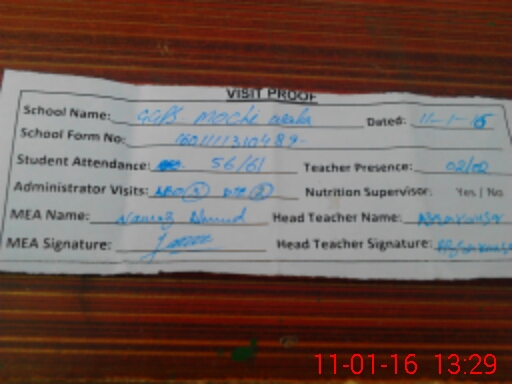 VISIT PROOF
School Name: GGPS Moche wala Dated: 11-1-16
School Form No: 1601111310489-
Student Attendance: 56/61 Teacher Presence: 02/02
Administrator Visits: Nutrition Supervisor: Yes | No
MEA Name: Head Teacher Name:
MEA Signature: Head Teacher Signature:
11-01-16 13:29